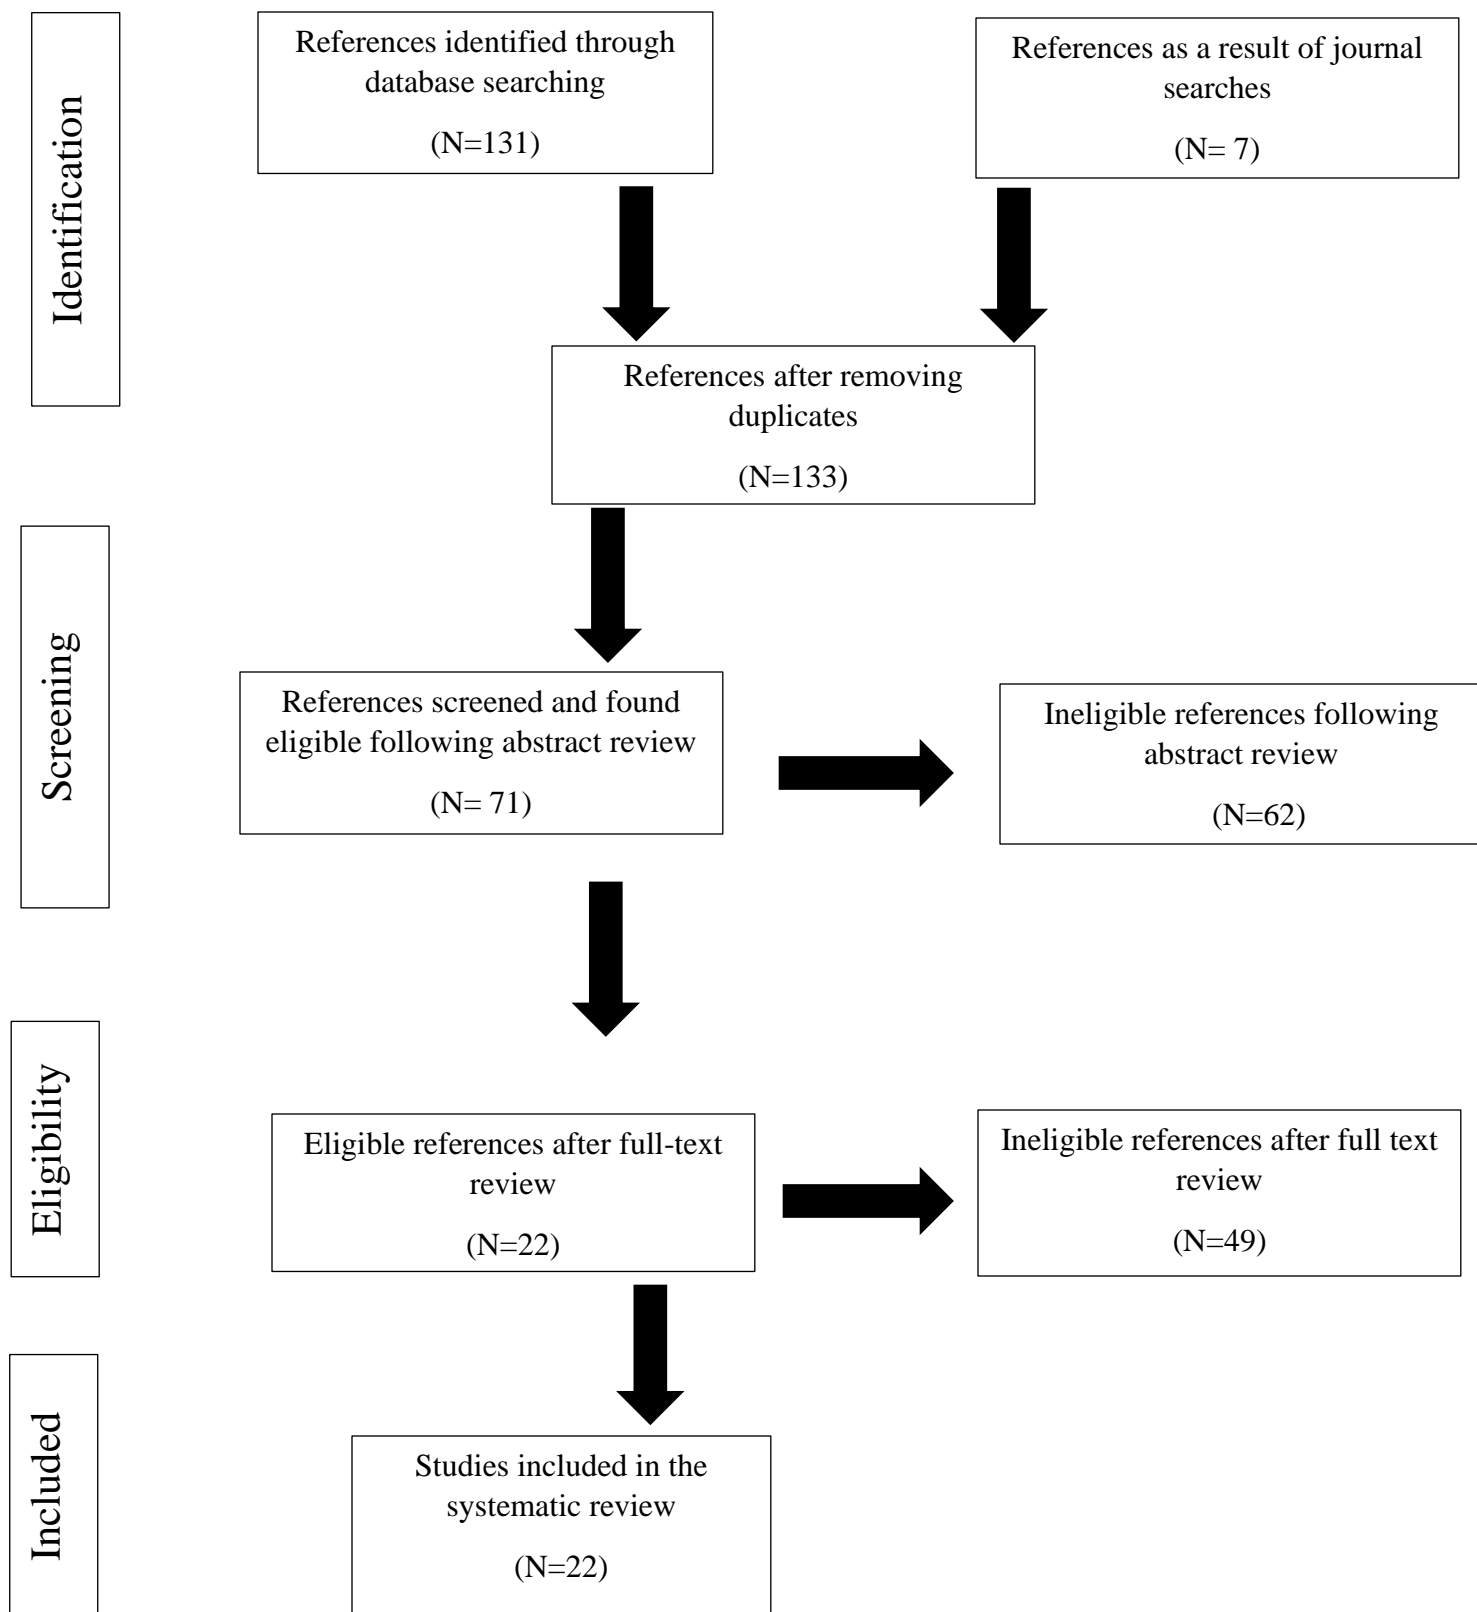 Identification
References identified through
database searching
(N=131)
References as a result of journal
searches
(N= 7)
References after removing
duplicates
(N=133)
Screening
References screened and found
eligible following abstract review
(N= 71)
Ineligible references following
abstract review
(N=62)
Eligibility
Eligible references after full-text
review
(N=22)
Ineligible references after full text
review
(N=49)
Included
Studies included in the
systematic review
(N=22)